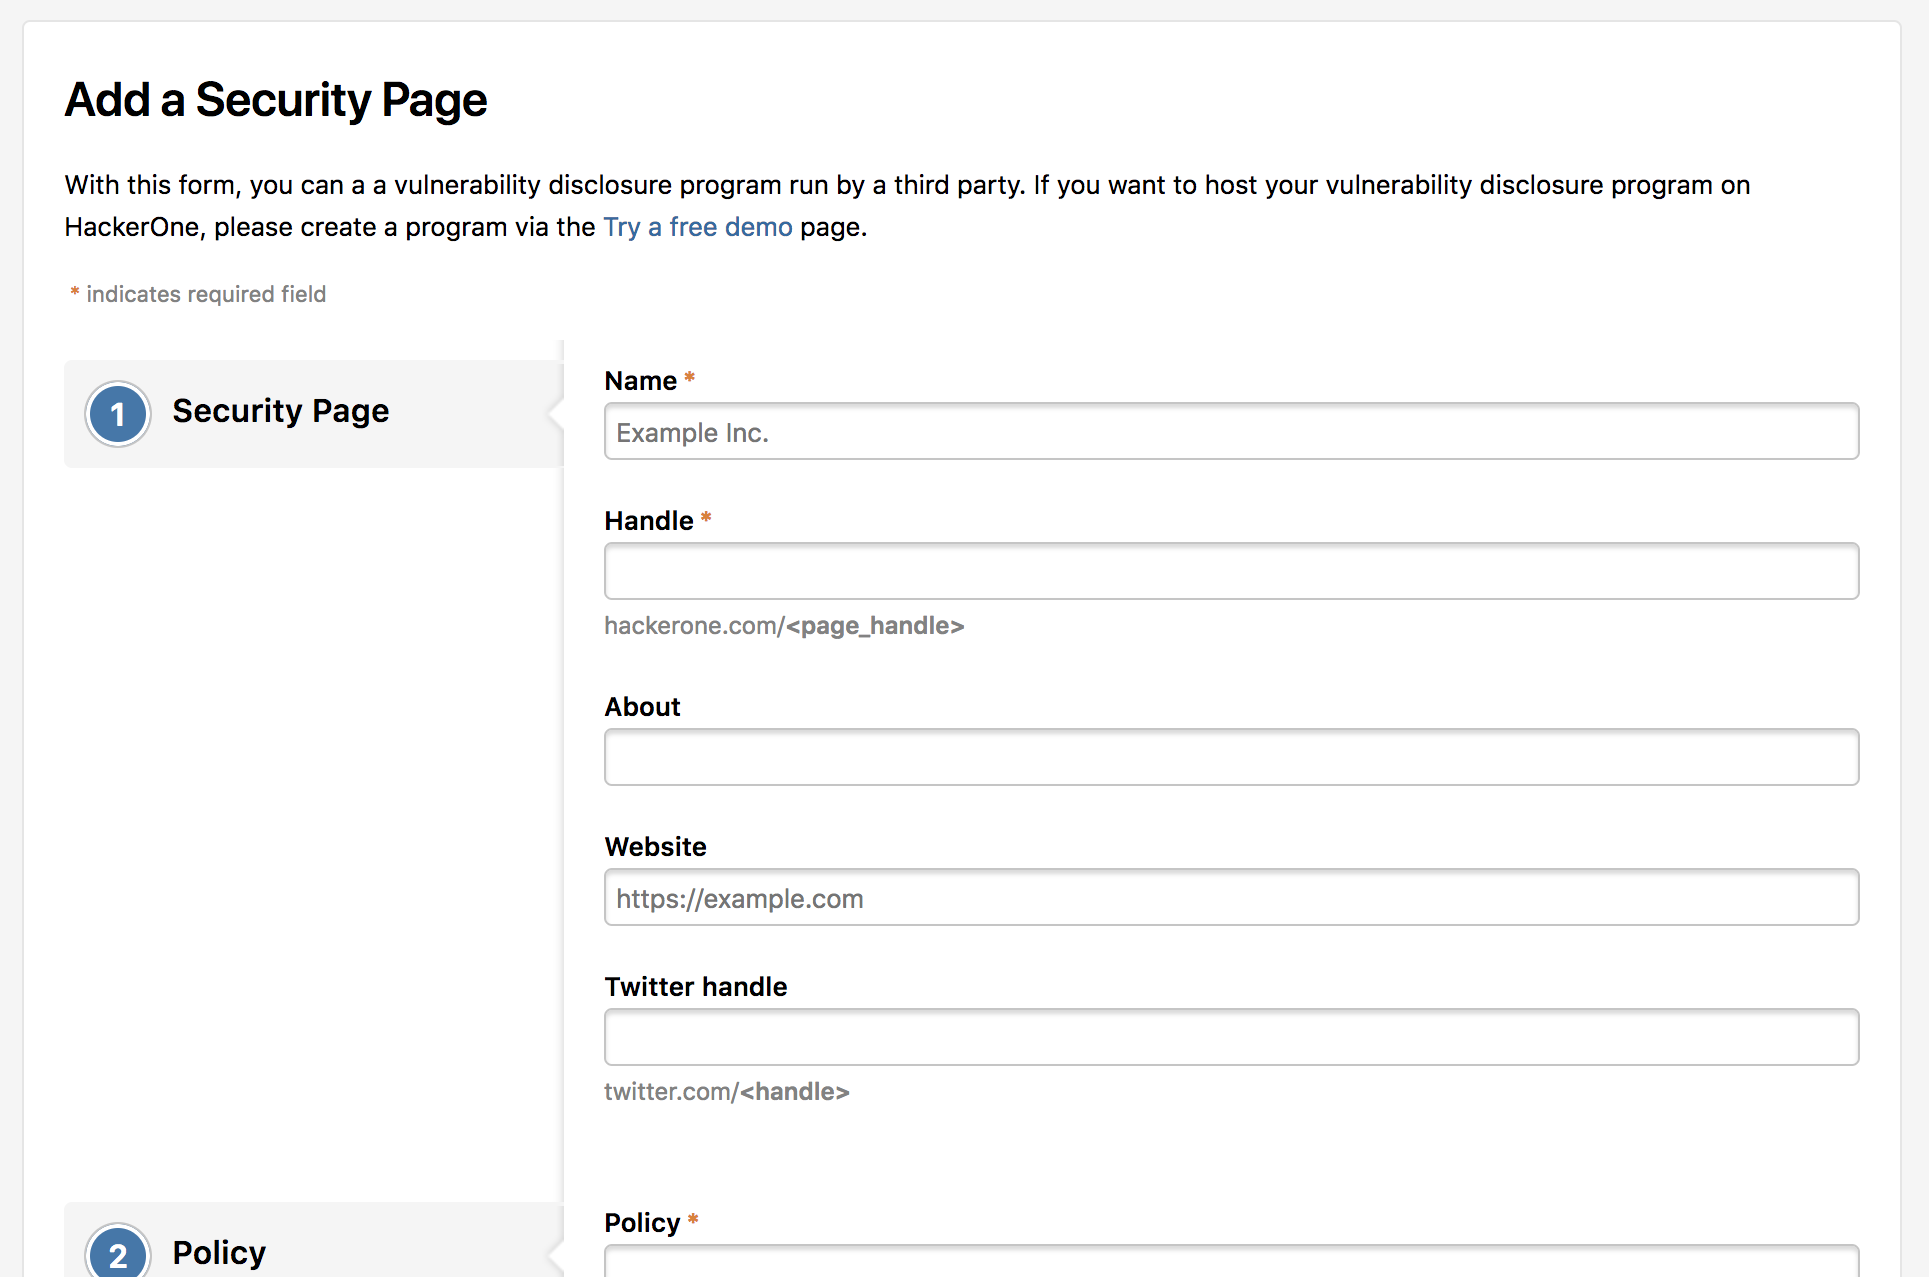 Add a Security Page
With this form, you can a a vulnerability disclosure program run by a third party. If you want to host your vulnerability disclosure program on
HackerOne, please create a program via the Try a free demo page.
* indicates required field
1 Security Page
Name *
Example Inc.
Handle *
hackerone.com/<page_handle>
About
Website
https://example.com
Twitter handle
twitter.com/<handle>
2 Policy
Policy *